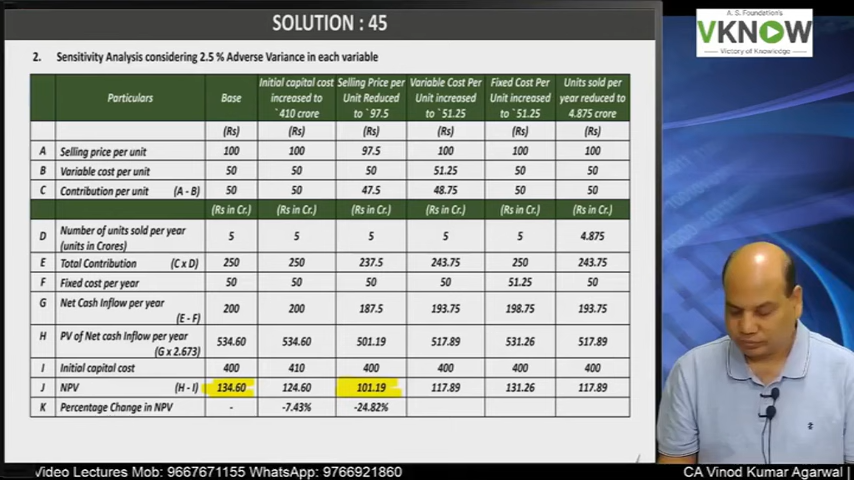 SOLUTION : 45
A. S. Foundation's
VKNOW
Victory of Knowledge
2. Sensitivity Analysis considering 2.5 % Adverse Variance in each variable
Particulars Base Initial capital cost increased to `410 crore Selling Price per Unit Reduced to `97.5 Variable Cost Per Unit increased to `51.25 Fixed Cost Per Unit increased to `51.25 Units sold per year reduced to 4.875 crore
(Rs) (Rs) (Rs) (Rs) (Rs) (Rs)
A Selling price per unit 100 100 97.5 100 100 100
B Variable cost per unit 50 50 50 51.25 50 50
C Contribution per unit (A - B) 50 50 47.5 48.75 50 50
(Rs in Cr.) (Rs in Cr.) (Rs in Cr.) (Rs in Cr.) (Rs in Cr.) (Rs in Cr.)
D Number of units sold per year (units in Crores) 5 5 5 5 5 4.875
E Total Contribution (C x D) 250 250 237.5 243.75 250 243.75
F Fixed cost per year 50 50 50 50 51.25 50
G Net Cash Inflow per year (E - F) 200 200 187.5 193.75 198.75 193.75
H PV of Net cash Inflow per year (G x 2.673) 534.60 534.60 501.19 517.89 531.26 517.89
I Initial capital cost 400 410 400 400 400 400
J NPV (H - I) 134.60 124.60 101.19 117.89 131.26 117.89
K Percentage Change in NPV - -7.43% -24.82%
Video Lectures Mob: 9667671155 WhatsApp: 9766921860
CA Vinod Kumar Agarwal |